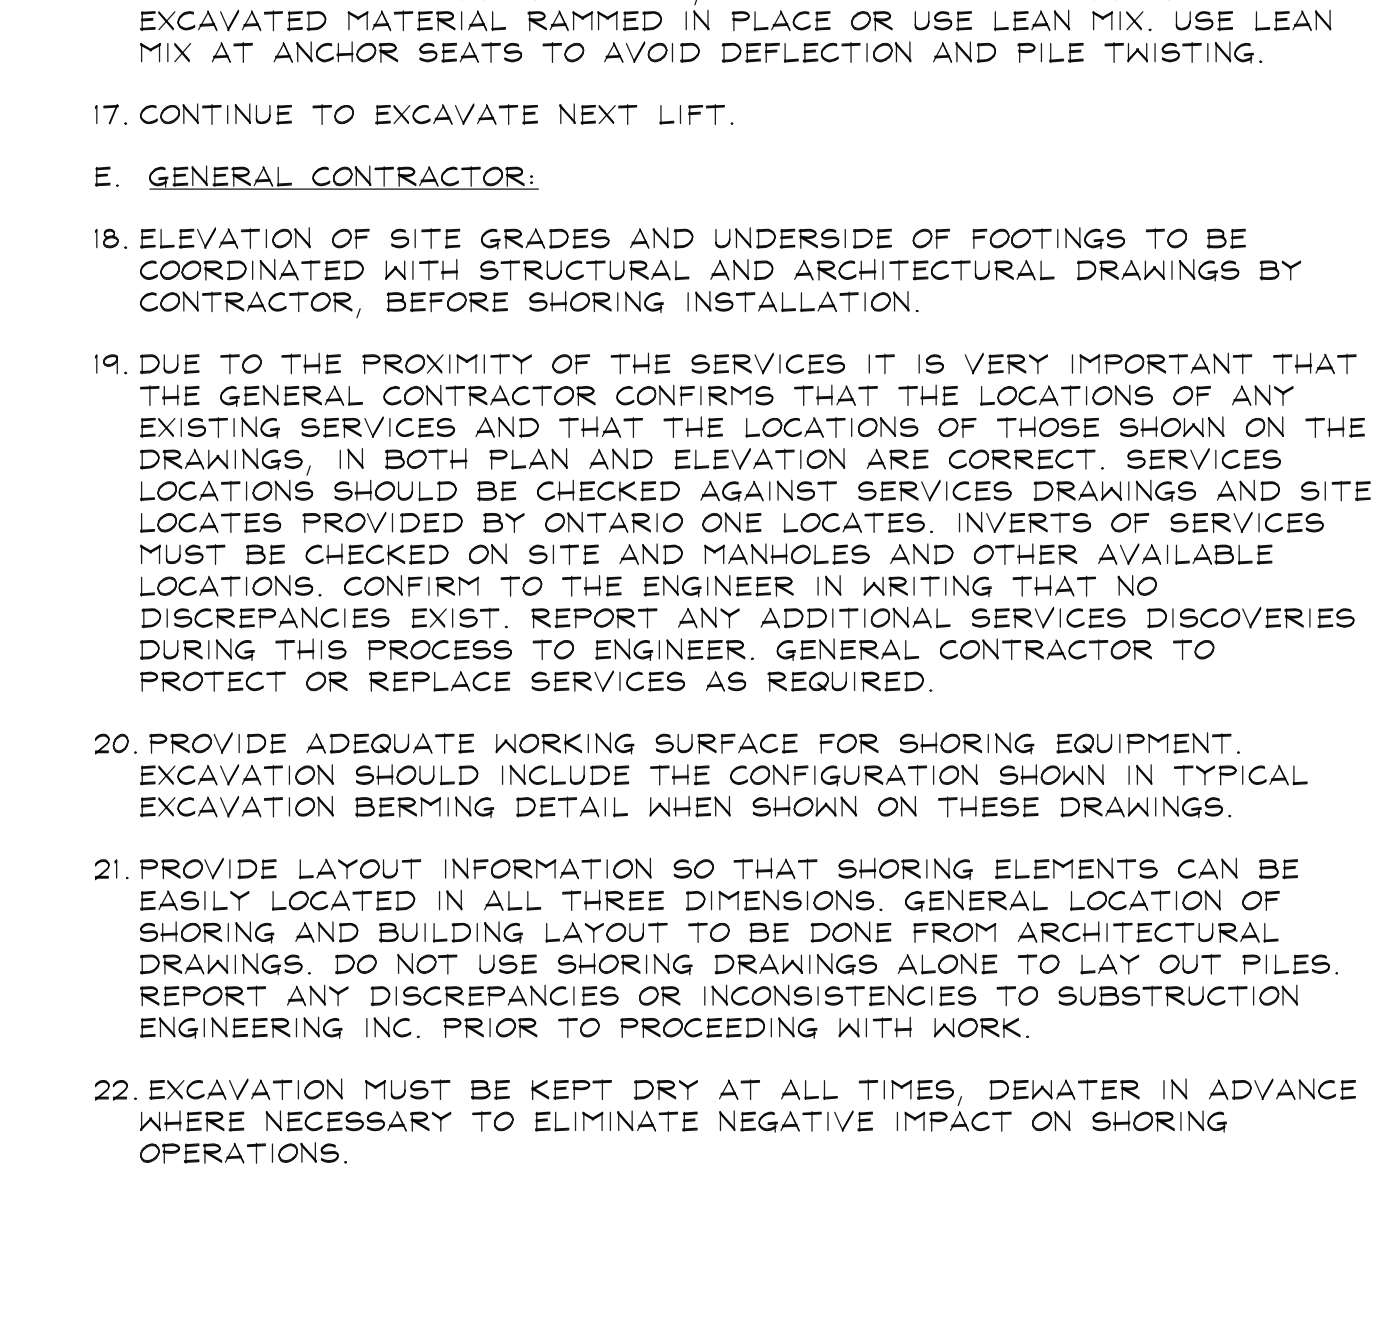 EXCAVATED MATERIAL RAMMED IN PLACE OR USE LEAN MIX. USE LEAN
MIX AT ANCHOR SEATS TO AVOID DEFLECTION AND PILE TWISTING.
17. CONTINUE TO EXCAVATE NEXT LIFT.
E. GENERAL CONTRACTOR:
18. ELEVATION OF SITE GRADES AND UNDERSIDE OF FOOTINGS TO BE
COORDINATED WITH STRUCTURAL AND ARCHITECTURAL DRAWINGS BY
CONTRACTOR, BEFORE SHORING INSTALLATION.
19. DUE TO THE PROXIMITY OF THE SERVICES IT IS VERY IMPORTANT THAT
THE GENERAL CONTRACTOR CONFIRMS THAT THE LOCATIONS OF ANY
EXISTING SERVICES AND THAT THE LOCATIONS OF THOSE SHOWN ON THE
DRAWINGS, IN BOTH PLAN AND ELEVATION ARE CORRECT. SERVICES
LOCATIONS SHOULD BE CHECKED AGAINST SERVICES DRAWINGS AND SITE
LOCATES PROVIDED BY ONTARIO ONE LOCATES. INVERTS OF SERVICES
MUST BE CHECKED ON SITE AND MANHOLES AND OTHER AVAILABLE
LOCATIONS. CONFIRM TO THE ENGINEER IN WRITING THAT NO
DISCREPANCIES EXIST. REPORT ANY ADDITIONAL SERVICES DISCOVERIES
DURING THIS PROCESS TO ENGINEER. GENERAL CONTRACTOR TO
PROTECT OR REPLACE SERVICES AS REQUIRED.
20. PROVIDE ADEQUATE WORKING SURFACE FOR SHORING EQUIPMENT.
EXCAVATION SHOULD INCLUDE THE CONFIGURATION SHOWN IN TYPICAL
EXCAVATION BERMING DETAIL WHEN SHOWN ON THESE DRAWINGS.
21. PROVIDE LAYOUT INFORMATION SO THAT SHORING ELEMENTS CAN BE
EASILY LOCATED IN ALL THREE DIMENSIONS. GENERAL LOCATION OF
SHORING AND BUILDING LAYOUT TO BE DONE FROM ARCHITECTURAL
DRAWINGS. DO NOT USE SHORING DRAWINGS ALONE TO LAY OUT PILES.
REPORT ANY DISCREPANCIES OR INCONSISTENCIES TO SUBSTRUCTION
ENGINEERING INC. PRIOR TO PROCEEDING WITH WORK.
22. EXCAVATION MUST BE KEPT DRY AT ALL TIMES, DEWATER IN ADVANCE
WHERE NECESSARY TO ELIMINATE NEGATIVE IMPACT ON SHORING
OPERATIONS.